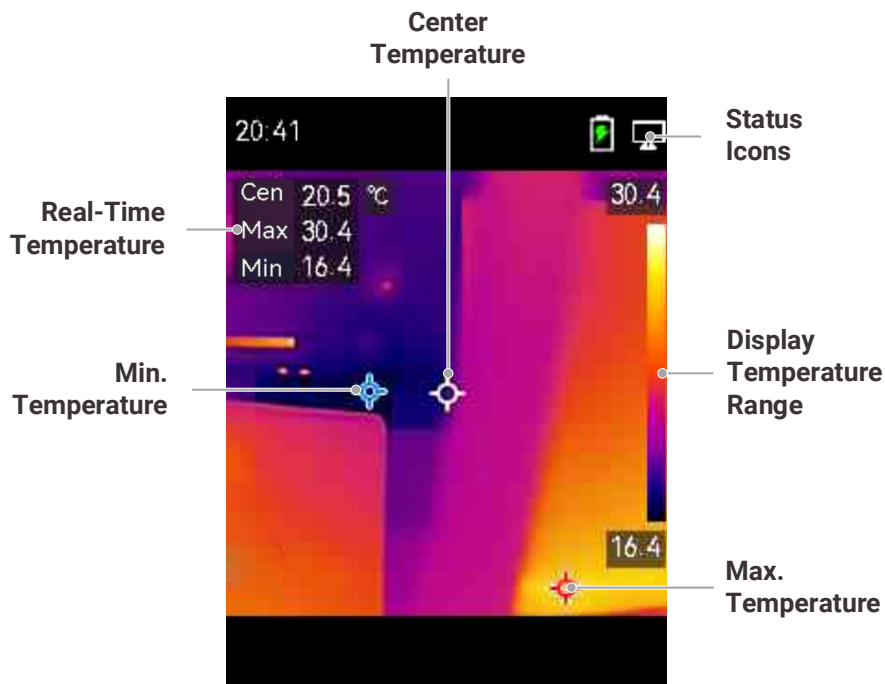 Center
Temperature
20:41
Status
Icons
Cen 20.5 ℃
Max 30.4
Min 16.4
30.4
Real-Time
Temperature
Display
Temperature
Range
Min.
Temperature
16.4
Max.
Temperature